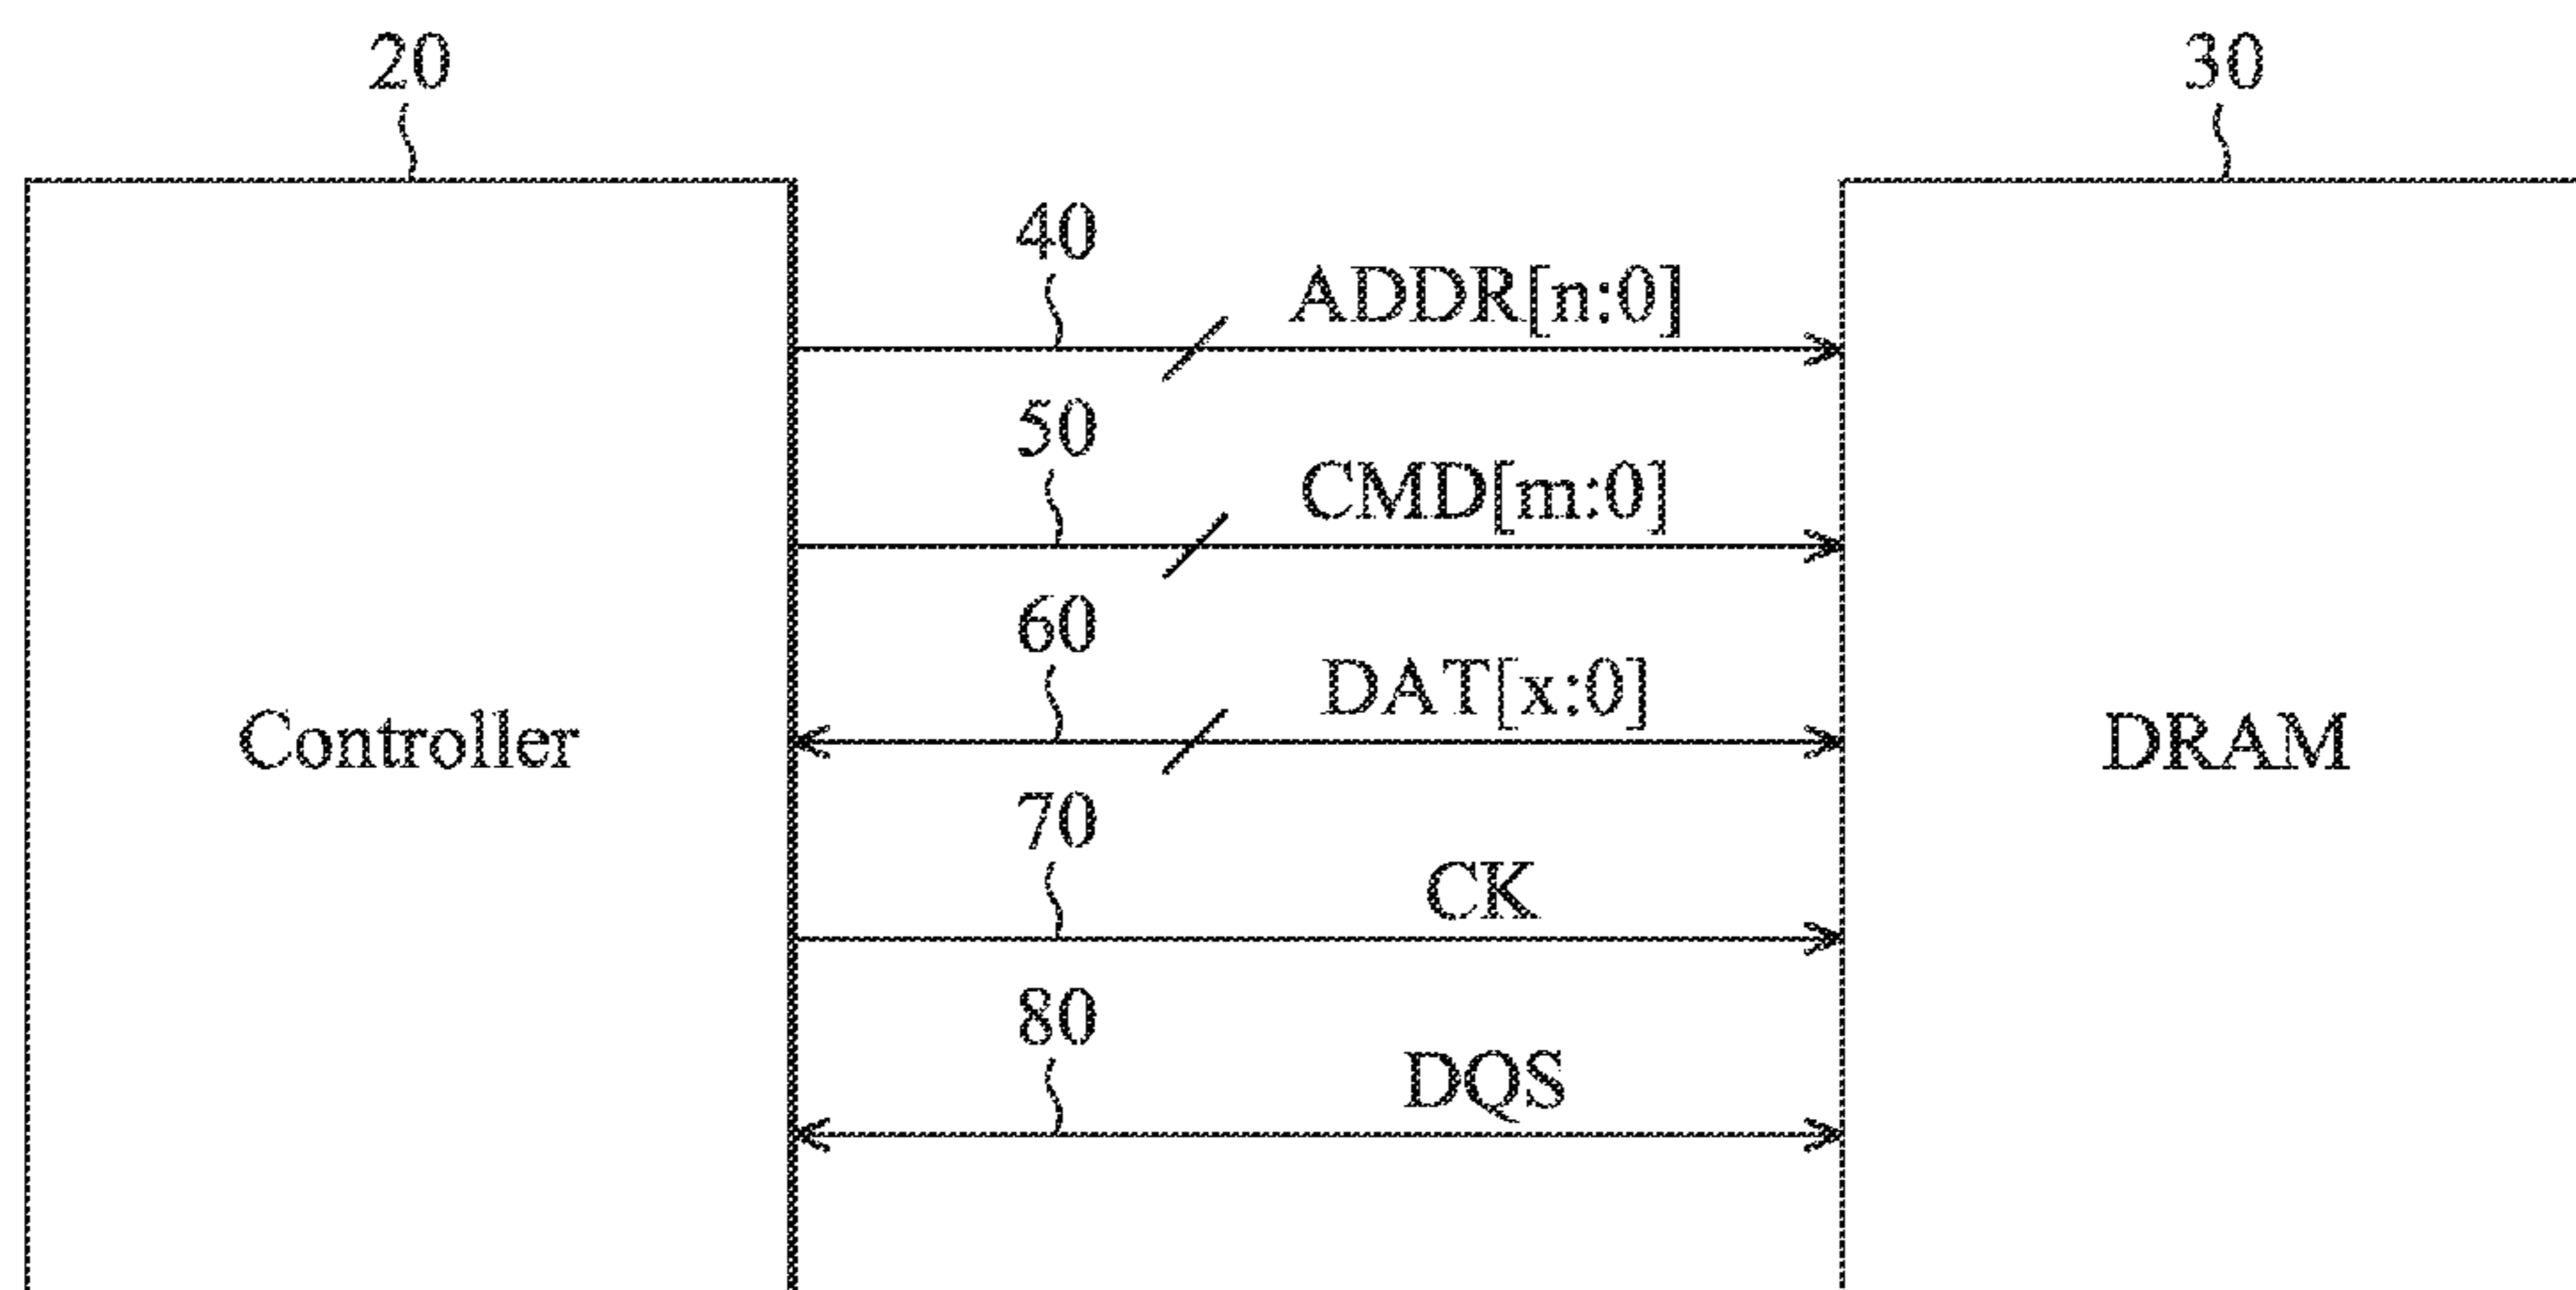 20
30
40
ADDR[n:0]
50
CMD[m:0]
60
DAT[x:0]
Controller
DRAM
70
CK
80
DQS